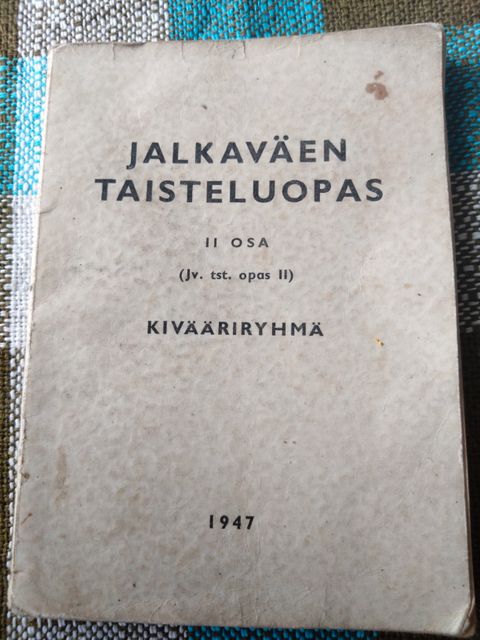 JALKAVÄEN
TAISTELUOPAS
II OSA
(Jv. tst. opas II)
KIVÄÄRIRYHMÄ
1947